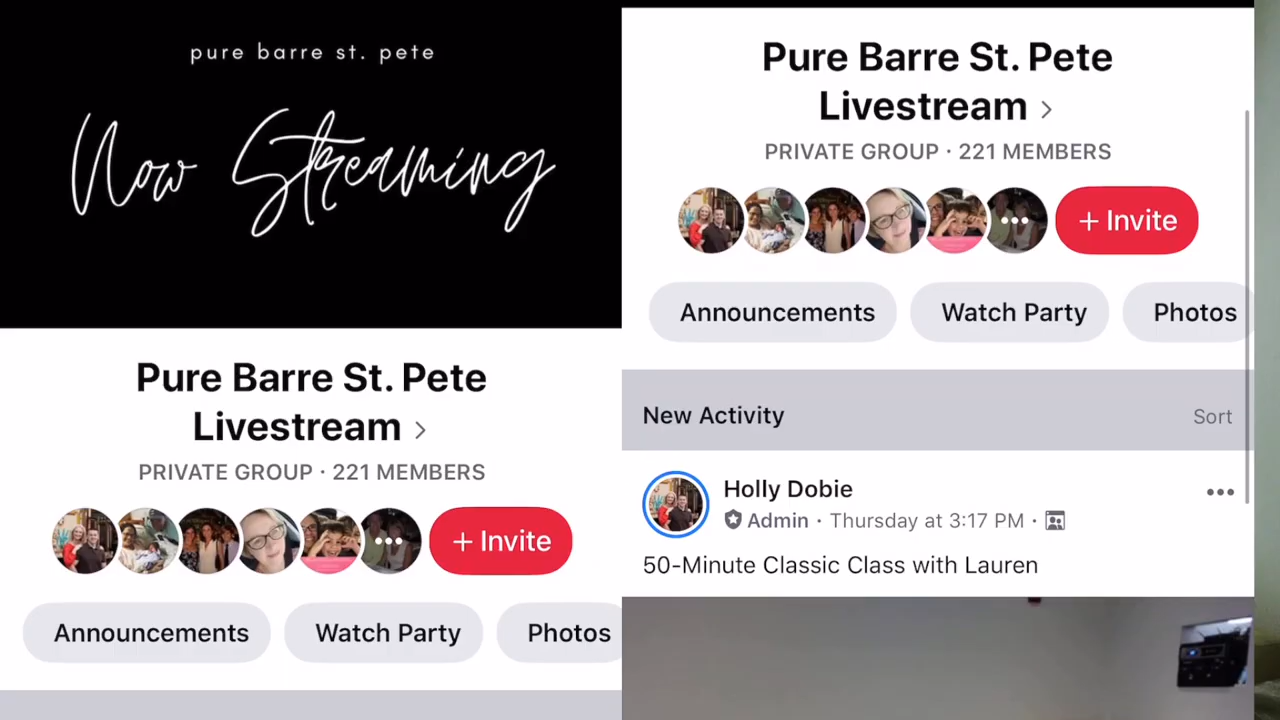 pure barre st. pete
Now Streaming
Pure Barre St. Pete
Livestream >
PRIVATE GROUP · 221 MEMBERS
••• + Invite
Announcements Watch Party Photos
Pure Barre St. Pete
Livestream >
PRIVATE GROUP · 221 MEMBERS
••• + Invite
Announcements Watch Party Photos
New Activity Sort
Holly Dobie •••
Admin · Thursday at 3:17 PM ·
50-Minute Classic Class with Lauren